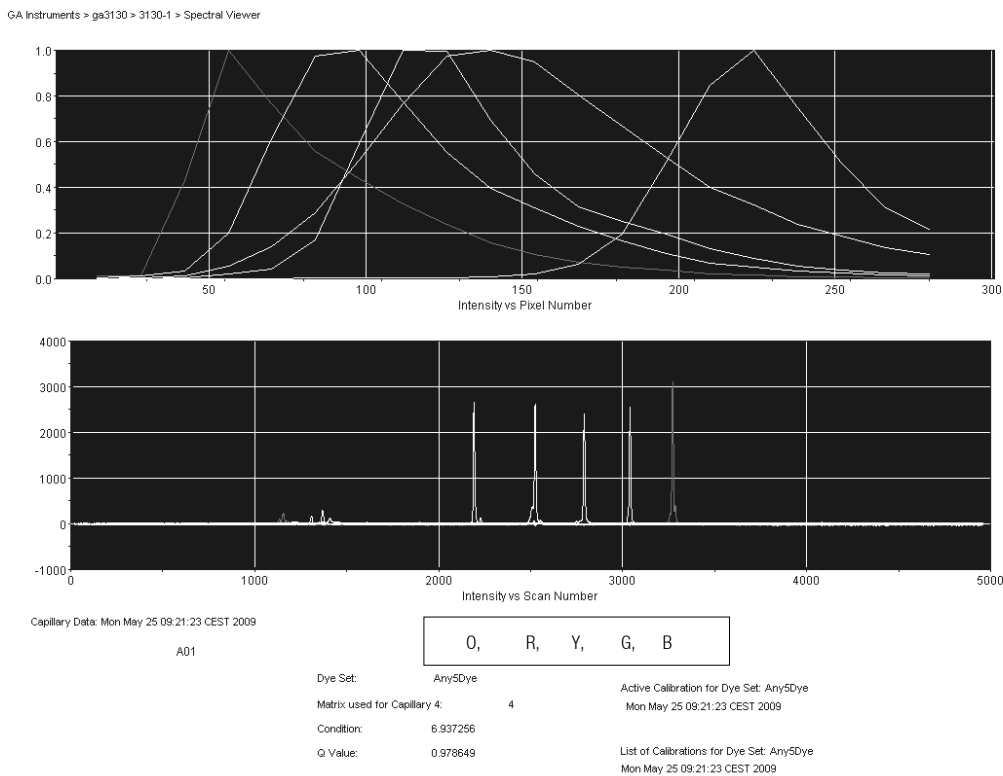 GA Instruments > ga3130 > 3130-1 > Spectral Viewer
1.0
0.8
0.6
0.4
0.2
0.0
50 100 150 200 250 300
Intensity vs Pixel Number
4000
3000
2000
1000
0
-1000
0 1000 2000 3000 4000 5000
Intensity vs Scan Number
Capillary Data: Mon May 25 09:21:23 CEST 2009
A01
O, R, Y, G, B
Dye Set: Any5Dye
Matrix used for Capillary 4: 4
Condition: 6.937256
Q Value: 0.978649
Active Calibration for Dye Set: Any5Dye
Mon May 25 09:21:23 CEST 2009
List of Calibrations for Dye Set: Any5Dye
Mon May 25 09:21:23 CEST 2009